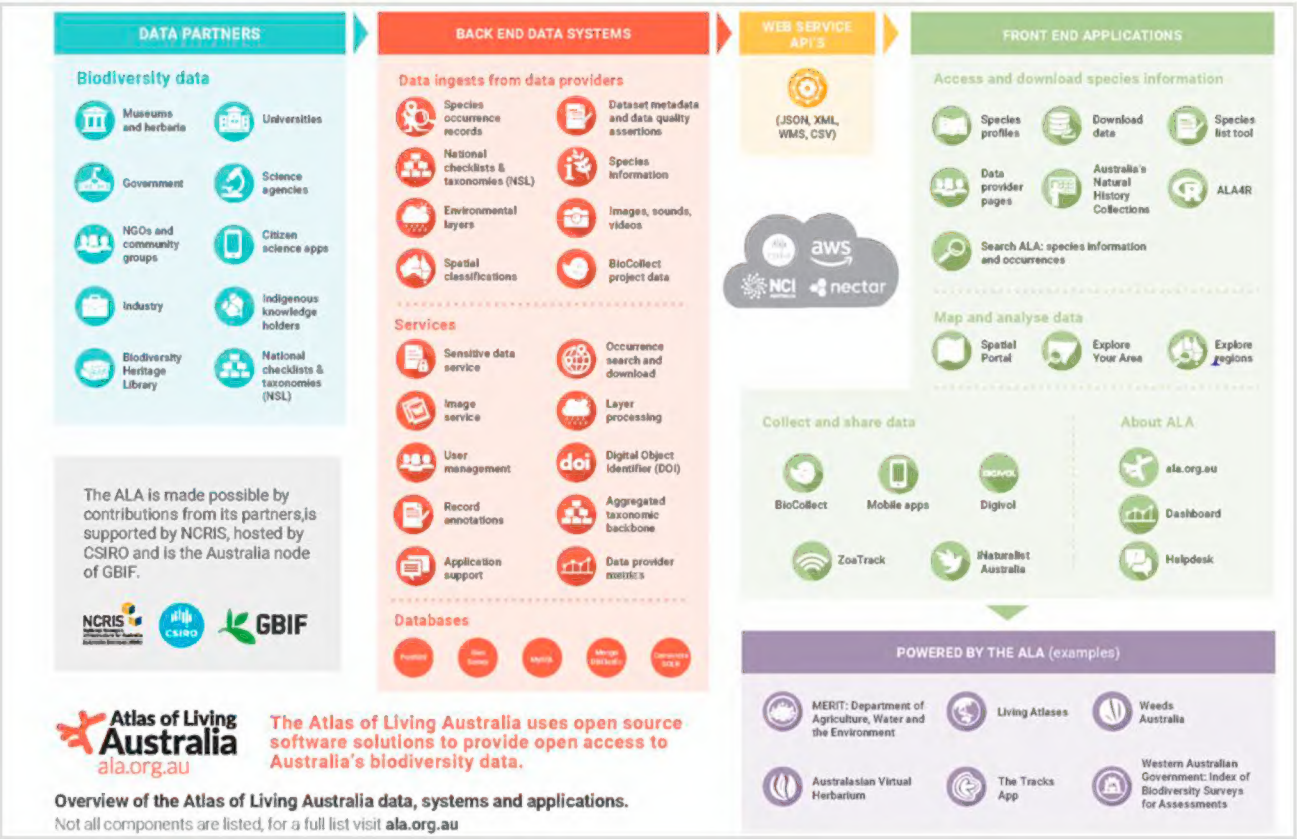 DATA PARTNERS
Biodiversity data
Museums
and herbaria
Universities
Government
Science
agencies
NGOs and
community
groups
Citizen
science apps
Industry
Indigenous
knowledge
holders
Biodiversity
Heritage
Library
National
checklists &
taxonomies
(NSL)
The ALA is made possible by
contributions from its partners,is
supported by NCRIS, hosted by
CSIRO and is the Australia node
of GBIF.
NCRIS
CSIRO
GBIF
BACK END DATA SYSTEMS
Data ingests from data providers
Species
occurrence
records
Dataset metadata
and data quality
assertions
National
checklists &
taxonomies (NSL)
Species
information
Environmental
layers
Images, sounds,
videos
Spatial
classifications
BioCollect
project data
Services
Sensitive data
service
Occurrence
search and
download
Image
service
Layer
processing
User
management
doi
Digital Object
Identifier (DOI)
Record
annotations
Aggregated
taxonomic
backbone
Application
support
Data provider
metrics
Databases
MySQL
WEB SERVICE
API'S
(JSON, XML,
WMS, CSV)
aws
NCI
nectar
FRONT END APPLICATIONS
Access and download species information
Species
profiles
Download
data
Species
list tool
Data
provider
pages
Australia's
Natural
History
Collections
R
ALA4R
Search ALA: species information
and occurrences
Map and analyse data
Spatial
Portal
Explore
Your Area
Explore
regions
Collect and share data
BioCollect
Mobile apps
DIGIVOL
Digivol
ZoaTrack
iNaturalist
Australia
About ALA
ala.org.au
Dashboard
Helpdesk
POWERED BY THE ALA (examples)
MERIT: Department of
Agriculture, Water and
the Environment
Living Atlases
Weeds
Australia
Australasian Virtual
Herbarium
The Tracks
App
Western Australian
Government: Index of
Biodiversity Surveys
for Assessments
Atlas of Living
Australia
ala.org.au
The Atlas of Living Australia uses open source
software solutions to provide open access to
Australia's biodiversity data.
Overview of the Atlas of Living Australia data, systems and applications.
Not all components are listed, for a full list visit ala.org.au